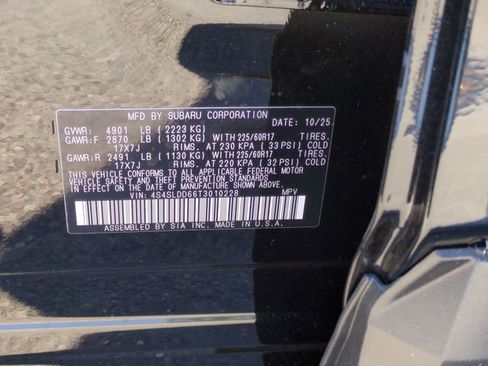 MFD BY SUBARU CORPORATION
DATE: 10/25
GVWR: 4901 LB ( 2223 KG)
GAWR:F 2870 LB ( 1302 KG) WITH 225/60R17 TIRES.
17X7J RIMS. AT 230 KPA ( 33 PSI) COLD
GAWR:R 2491 LB ( 1130 KG) WITH 225/60R17 TIRES.
17X7J RIMS. AT 220 KPA ( 32 PSI) COLD
THIS VEHICLE CONFORMS TO ALL APPLICABLE FEDERAL MOTOR
VEHICLE SAFETY AND THEFT PREVENTION STANDARDS
IN EFFECT ON THE DATE OF MANUFACTURE SHOWN ABOVE.
VIN: 4S4SLDD66T3010228 MPV
ASSEMBLED BY SIA INC. MADE IN U.S.A.